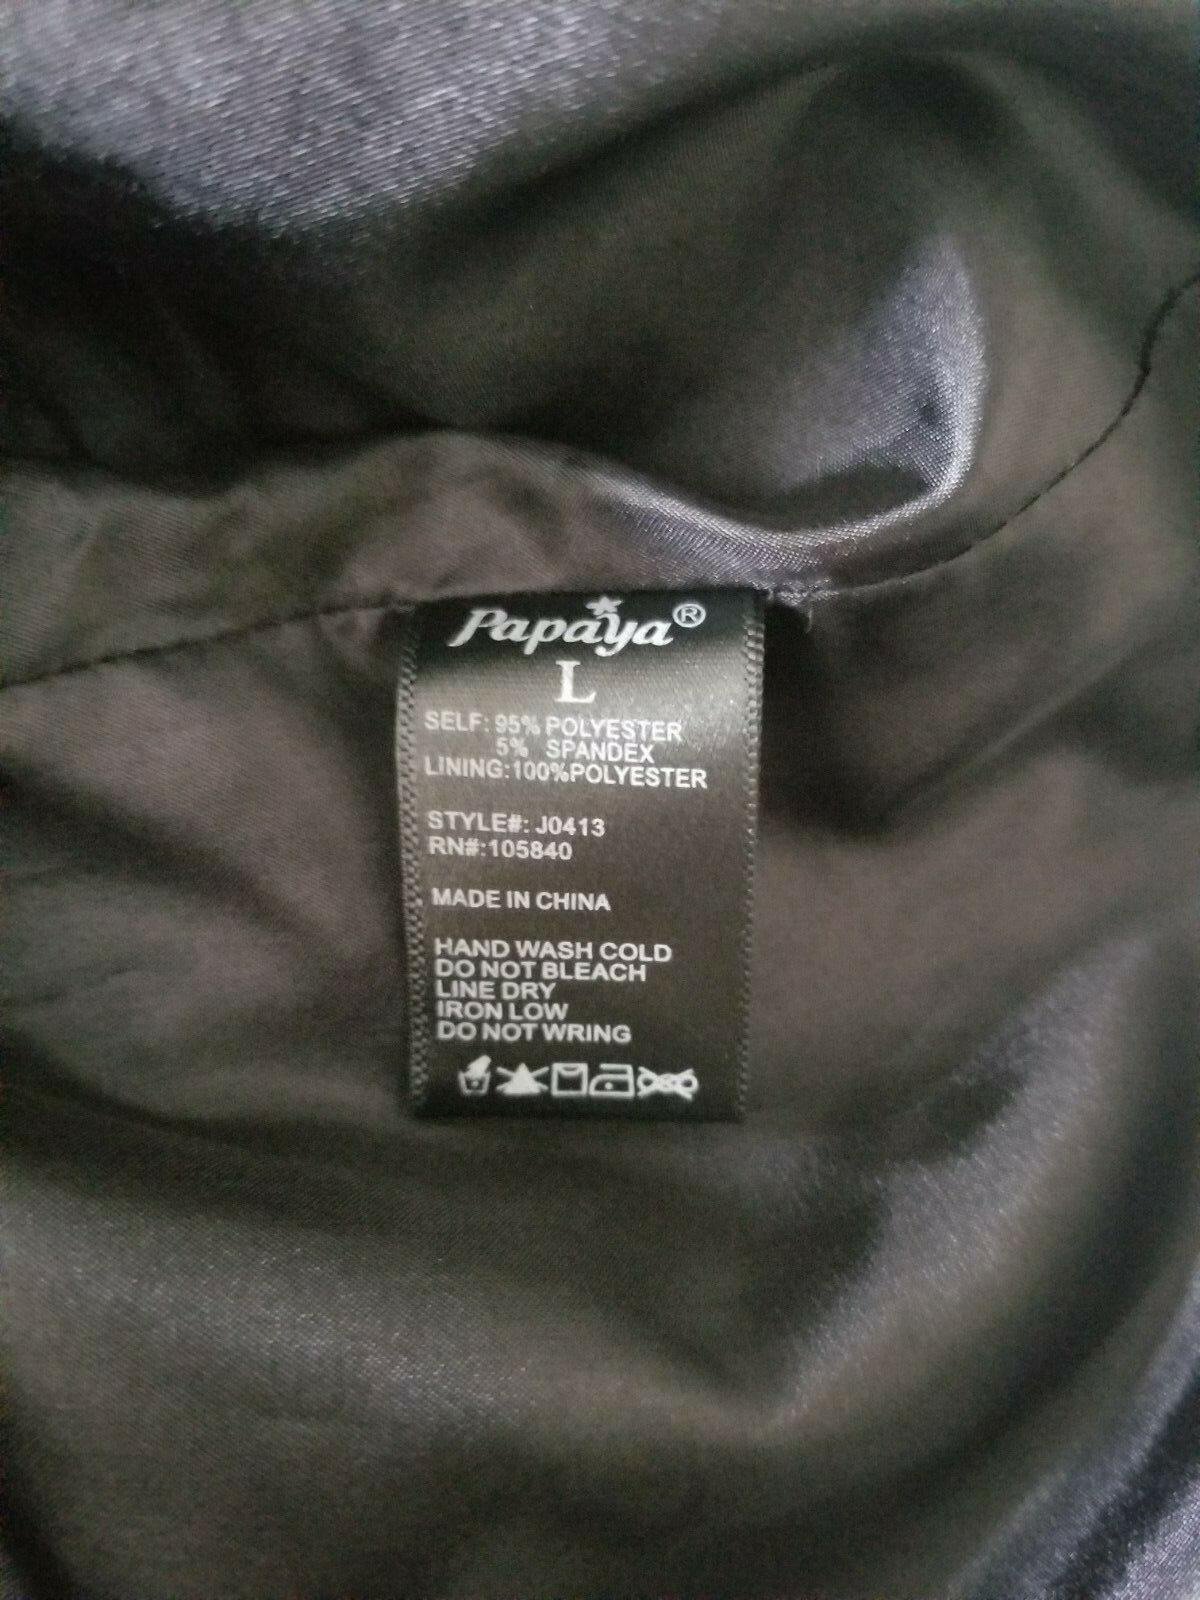 Papaya®
L
SELF: 95% POLYESTER
5% SPANDEX
LINING:100%POLYESTER
STYLE#: J0413
RN#:105840
MADE IN CHINA
HAND WASH COLD
DO NOT BLEACH
LINE DRY
IRON LOW
DO NOT WRING